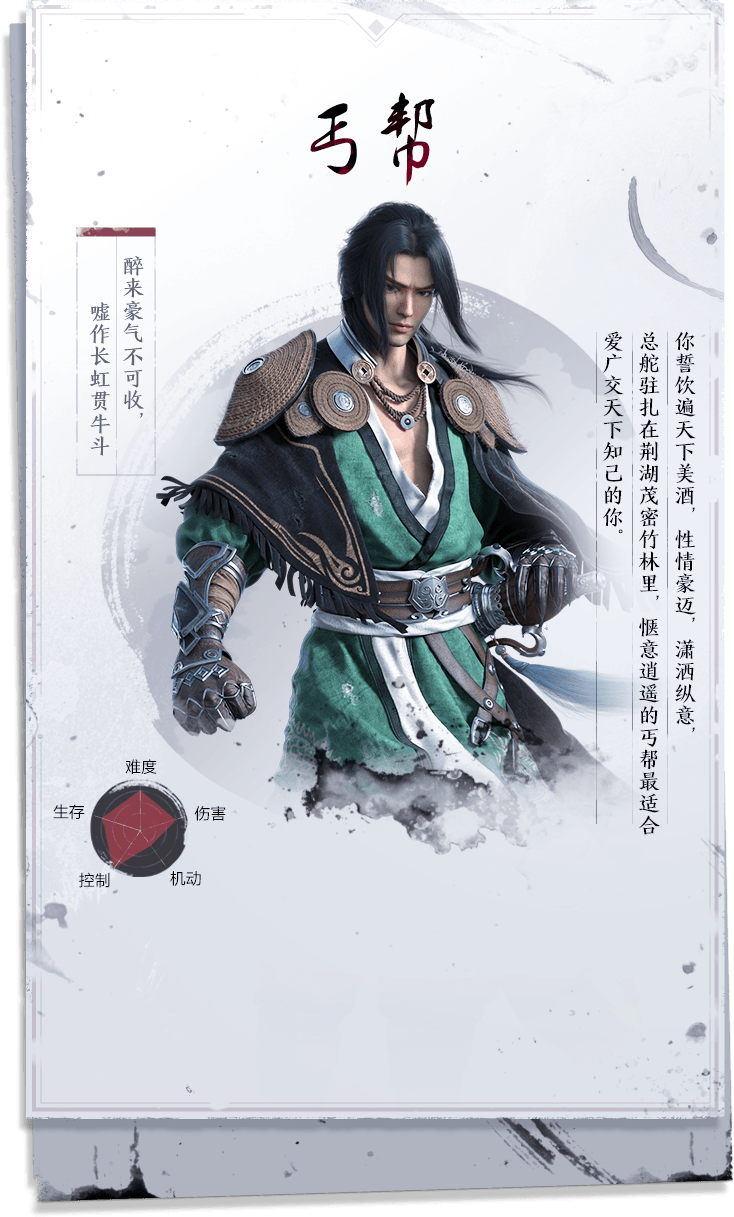 丐帮
醉来豪气不可收，
嘘作长虹贯牛斗
你誓饮遍天下美酒，性情豪迈，潇洒纵意，
总舵驻扎在荆湖茂密竹林里，惬意逍遥的丐帮最适合
爱广交天下知己的你。
难度
生存
伤害
控制
机动